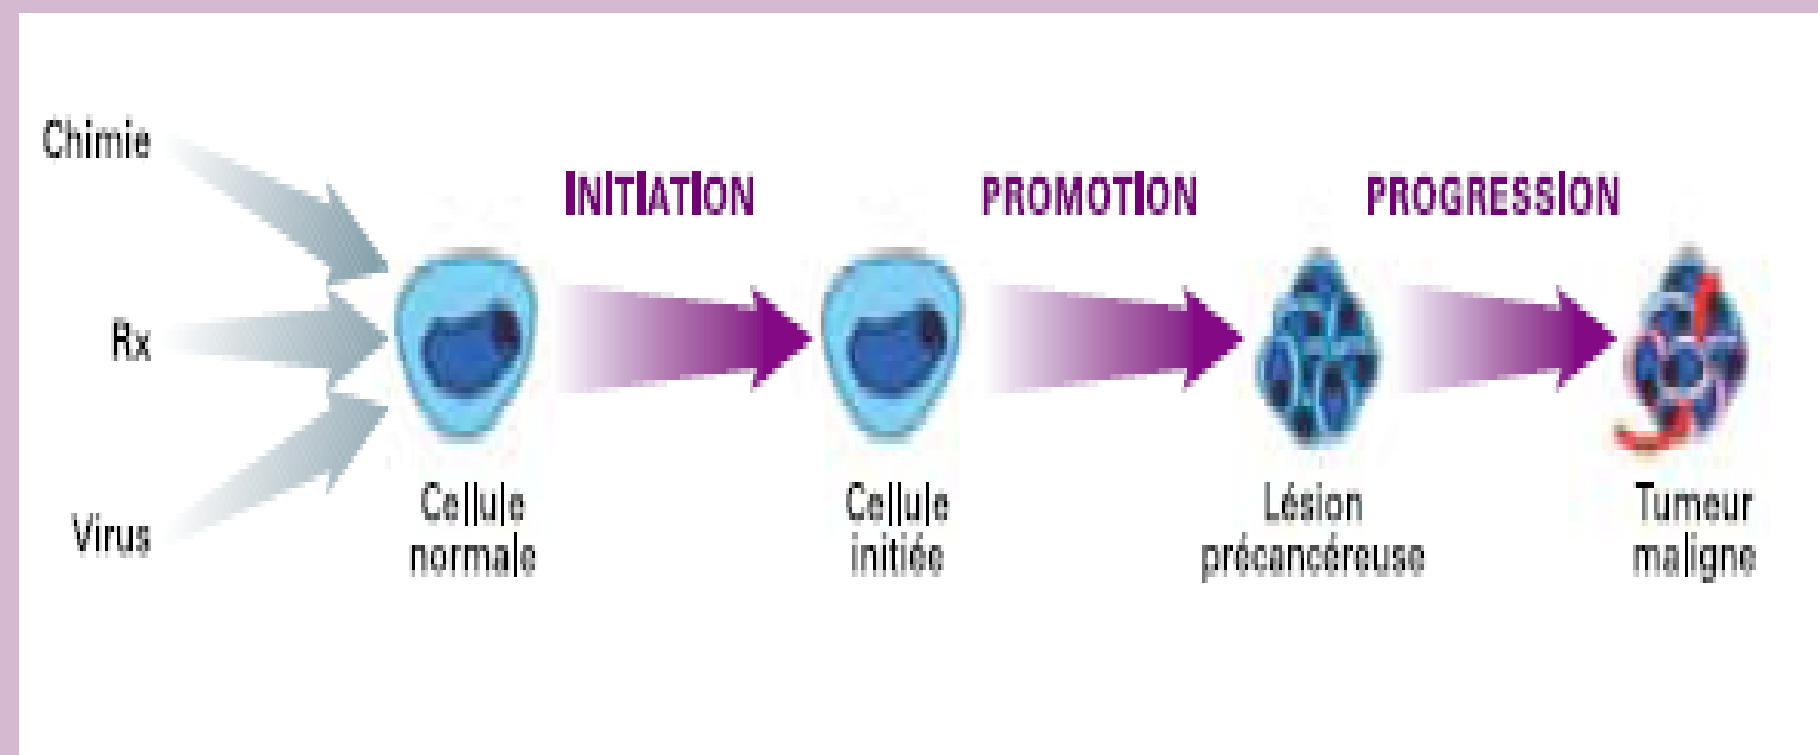 Chimie
Rx
Virus
INITIATION
PROMOTION
PROGRESSION
Cellule
normale
Cellule
initiée
Lésion
précancéreuse
Tumeur
maligne